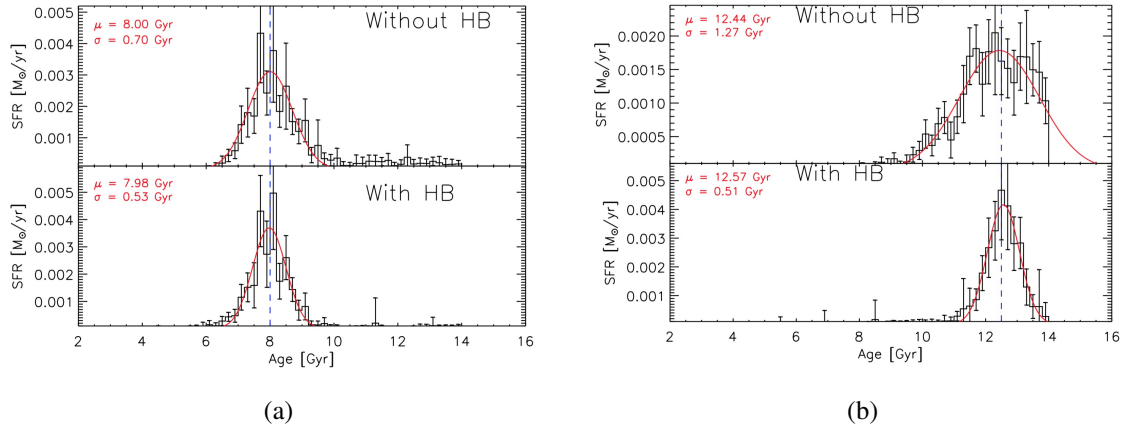 Without HB
μ = 8.00 Gyr
σ = 0.70 Gyr
SFR [M⊙/yr]
0.005
0.004
0.003
0.002
0.001
With HB
μ = 7.98 Gyr
σ = 0.53 Gyr
SFR [M⊙/yr]
0.005
0.004
0.003
0.002
0.001
2 4 6 8 10 12 14 16
Age [Gyr]
(a)
Without HB
μ = 12.44 Gyr
σ = 1.27 Gyr
SFR [M⊙/yr]
0.0020
0.0015
0.0010
0.0005
With HB
μ = 12.57 Gyr
σ = 0.51 Gyr
SFR [M⊙/yr]
0.005
0.004
0.003
0.002
0.001
2 4 6 8 10 12 14 16
Age [Gyr]
(b)